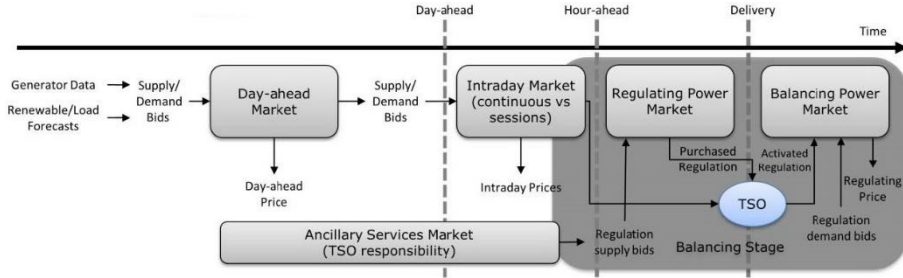 Day-ahead
Hour-ahead
Delivery
Time
Generator Data
Renewable/Load
Forecasts
Supply/
Demand
Bids
Day-ahead
Market
Supply/
Demand
Bids
Intraday Market
(continuous vs
sessions)
Regulating Power
Market
Balancing Power
Market
Purchased
Regulation
Activated
Regulation
Day-ahead
Price
Intraday Prices
TSO
Regulating
Price
Ancillary Services Market
(TSO responsibility)
Regulation
supply bids
Balancing Stage
Regulation
demand bids